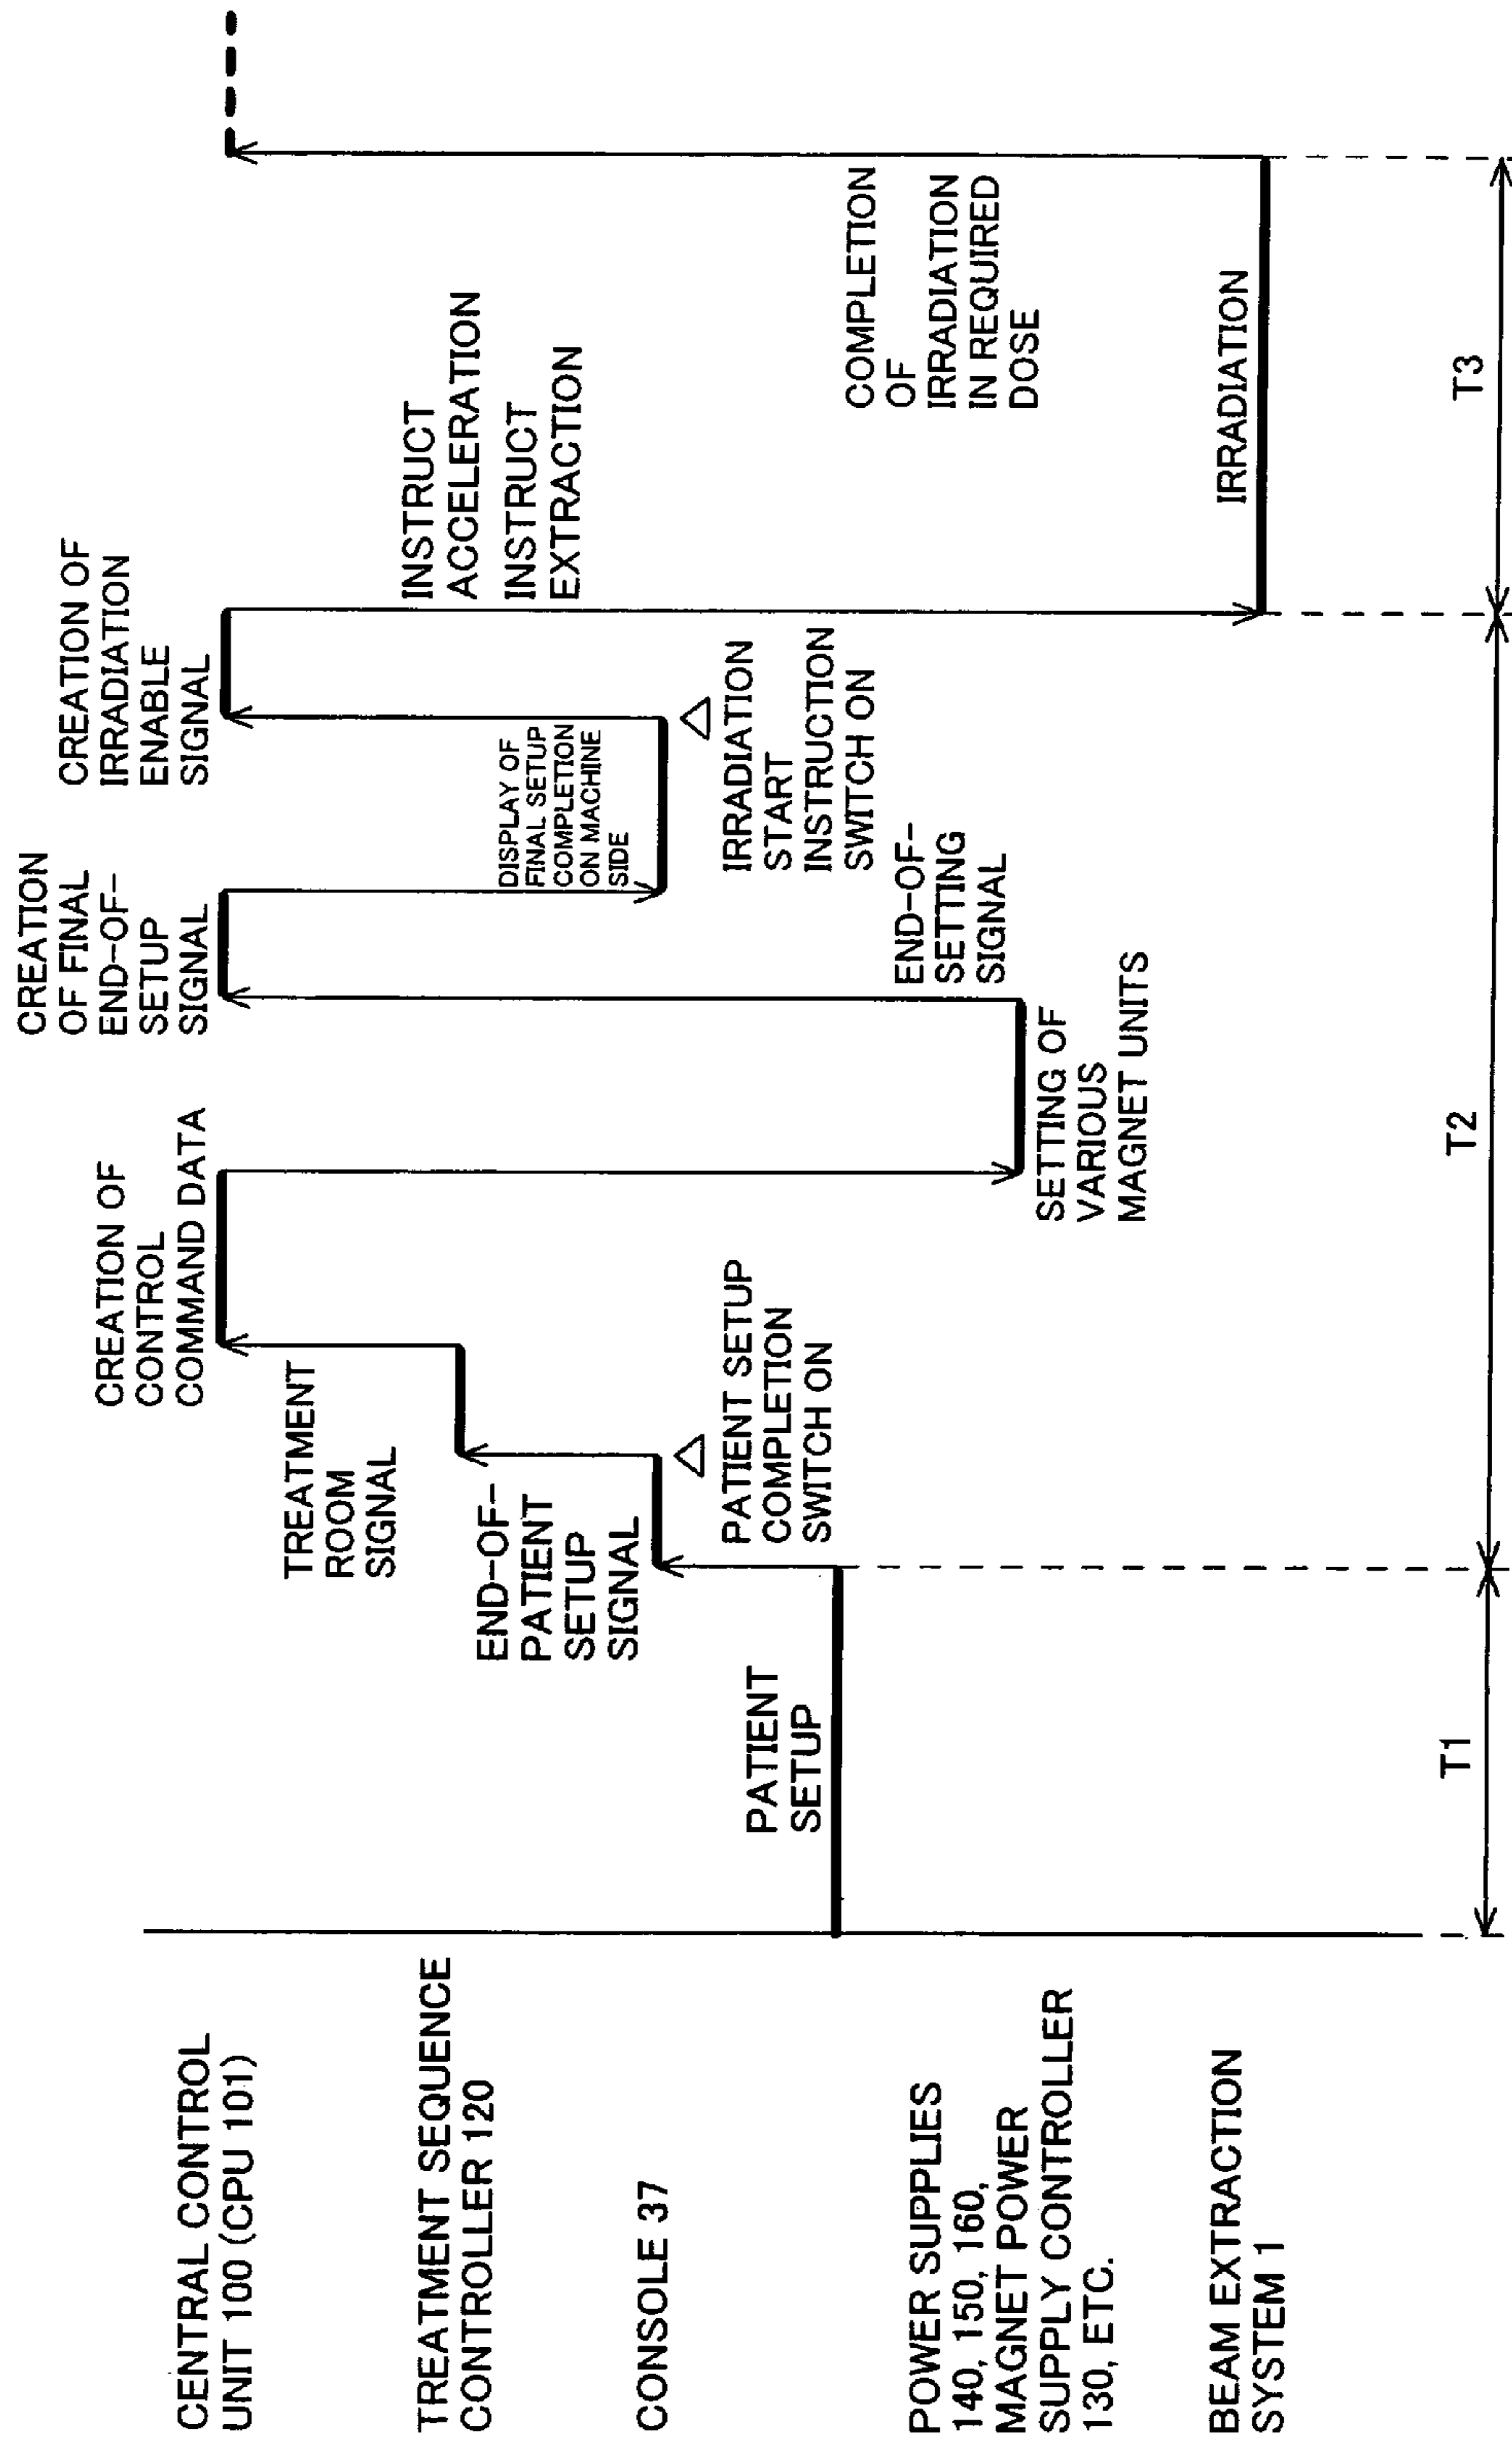 CENTRAL CONTROL
UNIT 100 (CPU 101)
TREATMENT SEQUENCE
CONTROLLER 120
CONSOLE 37
POWER SUPPLIES
140, 150, 160,
MAGNET POWER
SUPPLY CONTROLLER
130, ETC.
BEAM EXTRACTION
SYSTEM 1
PATIENT
SETUP
END-OF-
PATIENT
SETUP
SIGNAL
PATIENT SETUP
COMPLETION
SWITCH ON
TREATMENT
ROOM
SIGNAL
CREATION OF
CONTROL
COMMAND DATA
SETTING OF
VARIOUS
MAGNET UNITS
END-OF-
SETTING
SIGNAL
CREATION
OF FINAL
END-OF-
SETUP
SIGNAL
DISPLAY OF
FINAL SETUP
COMPLETION
ON MACHINE
SIDE
IRRADIATION
START
INSTRUCTION
SWITCH ON
CREATION OF
IRRADIATION
ENABLE
SIGNAL
INSTRUCT
ACCELERATION
INSTRUCT
EXTRACTION
IRRADIATION
COMPLETION
OF
IRRADIATION
IN REQUIRED
DOSE
T1
T2
T3